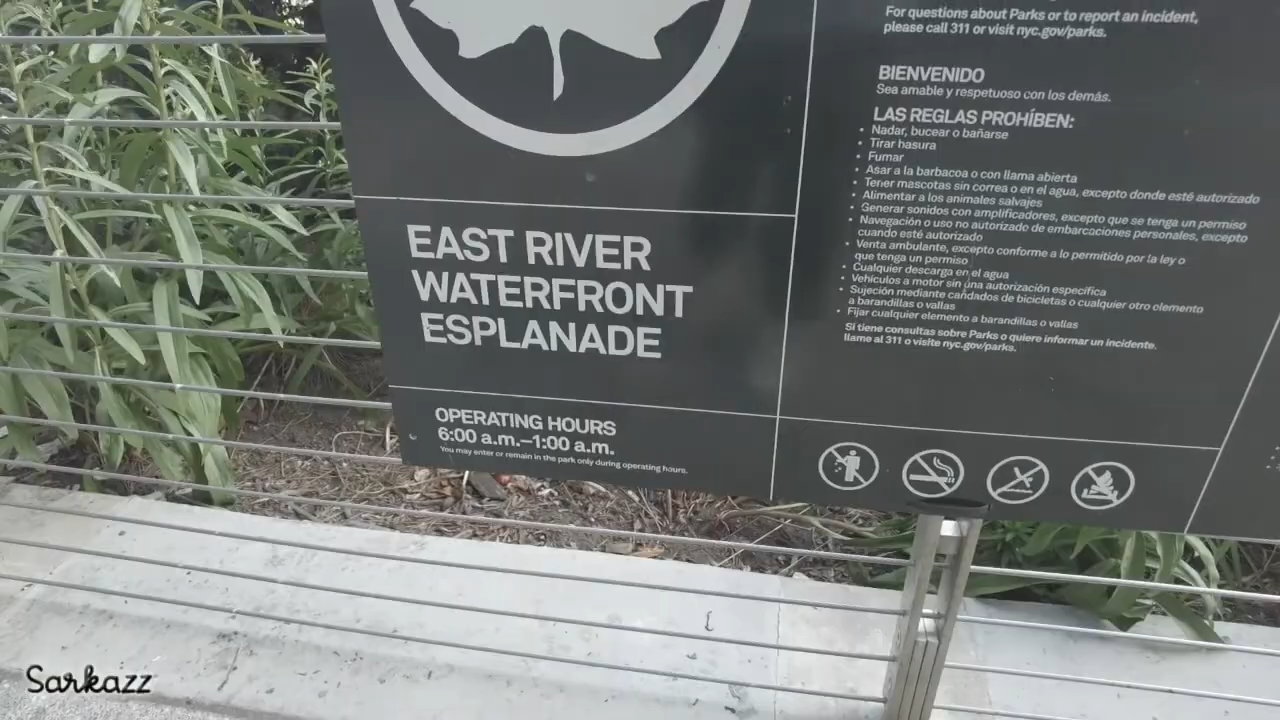 EAST RIVER
WATERFRONT
ESPLANADE
OPERATING HOURS
6:00 a.m.–1:00 a.m.
You may enter or remain in the park only during operating hours.
For questions about Parks or to report an incident,
please call 311 or visit nyc.gov/parks.
BIENVENIDO
Sea amable y respetuoso con los demás.
LAS REGLAS PROHÍBEN:
• Nadar, bucear o bañarse
• Tirar basura
• Fumar
• Asar a la barbacoa o con llama abierta
• Tener mascotas sin correa o en el agua, excepto donde esté autorizado
• Alimentar a los animales salvajes
• Generar sonidos con amplificadores, excepto que se tenga un permiso
• Navegación o uso no autorizado de embarcaciones personales, excepto
cuando esté autorizado
• Venta ambulante, excepto conforme a lo permitido por la ley o
que tenga un permiso
• Cualquier descarga en el agua
• Vehículos a motor sin una autorización específica
• Sujeción mediante candados de bicicletas o cualquier otro elemento
a barandillas o vallas
• Fijar cualquier elemento a barandillas o vallas
Si tiene consultas sobre Parks o quiere informar un incidente,
llame al 311 o visite nyc.gov/parks.
Sarkazz